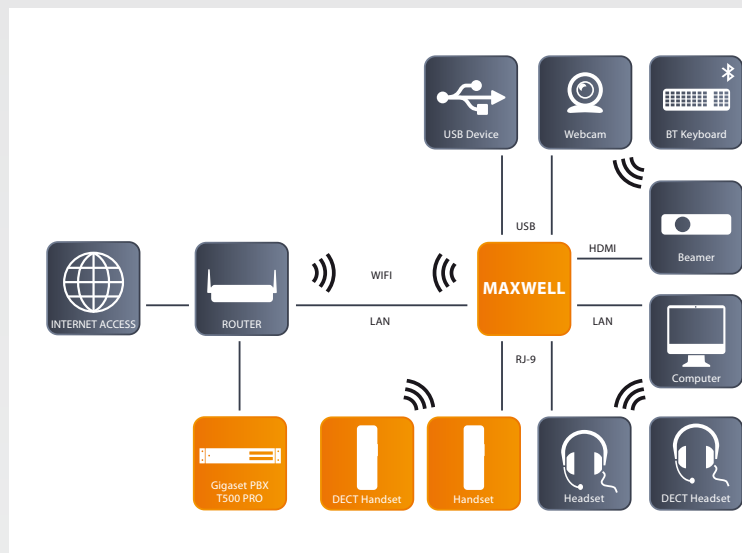 USB Device
Webcam
BT Keyboard
USB
HDMI
Beamer
MAXWELL
WIFI
INTERNET ACCESS
ROUTER
LAN
LAN
Computer
RJ-9
Gigaset PBX
T500 PRO
DECT Handset
Handset
Headset
DECT Headset